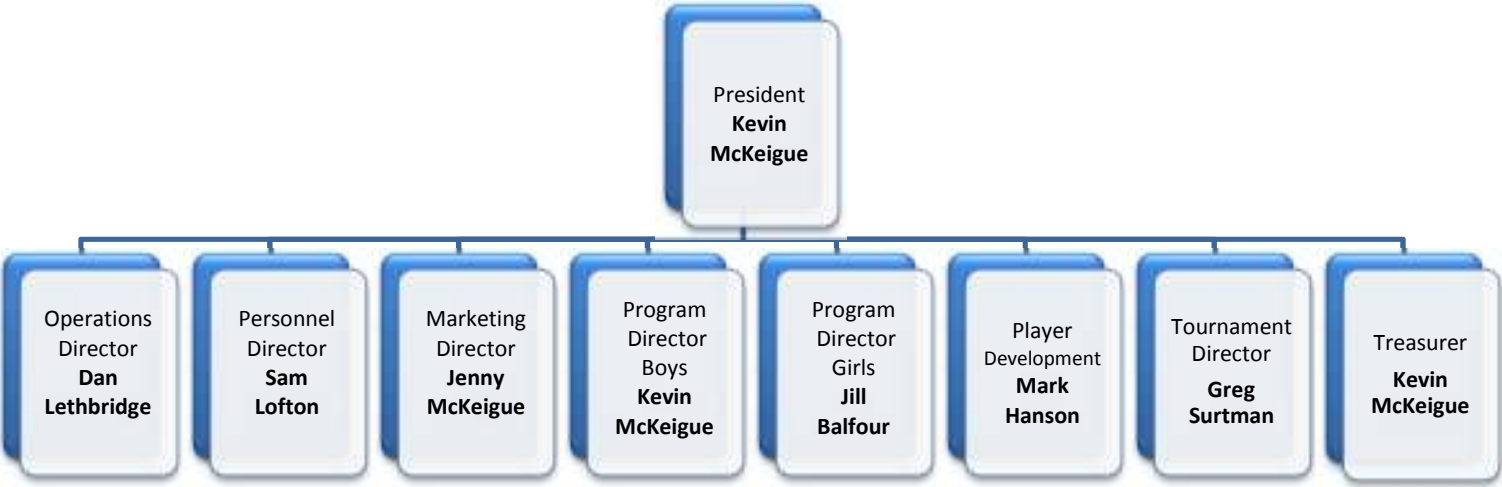 President
Kevin
McKeigue
Operations
Director
Dan
Lethbridge
Personnel
Director
Sam
Lofton
Marketing
Director
Jenny
McKeigue
Program
Director
Boys
Kevin
McKeigue
Program
Director
Girls
Jill
Balfour
Player
Development
Mark
Hanson
Tournament
Director
Greg
Surtman
Treasurer
Kevin
McKeigue